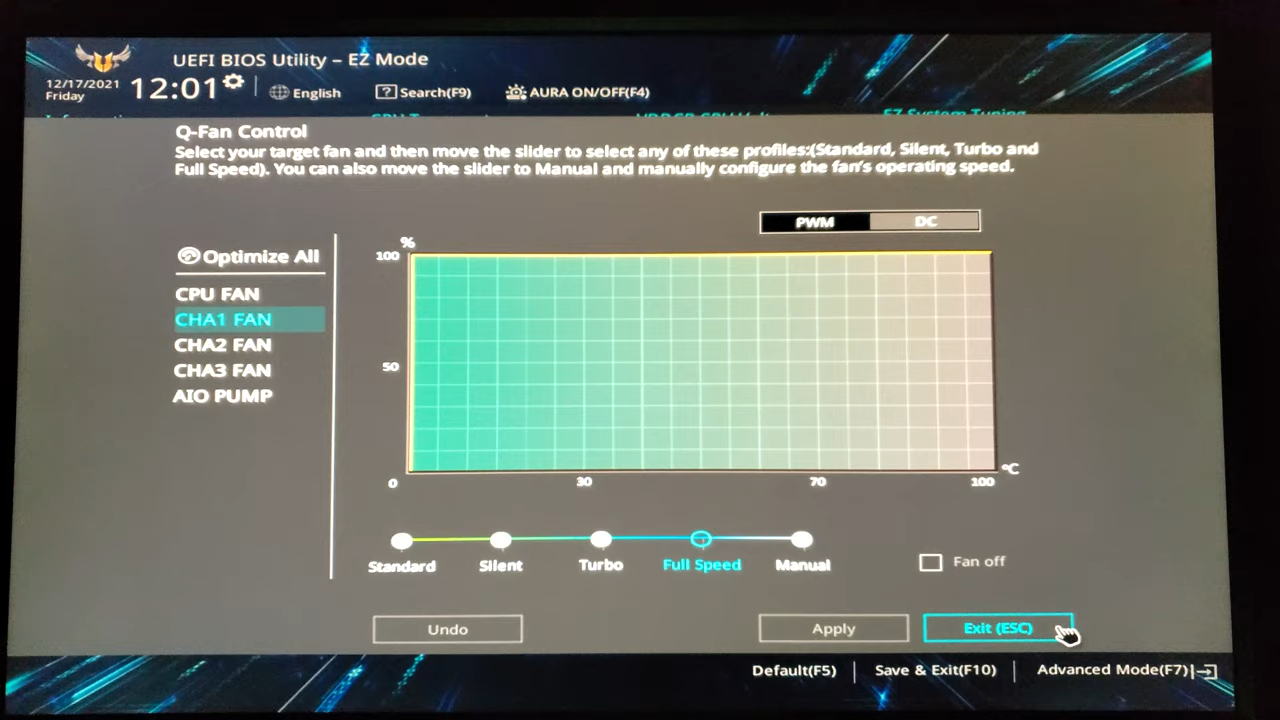 UEFI BIOS Utility – EZ Mode
12/17/2021
Friday
12:01
English
Search(F9)
AURA ON/OFF(F4)
EZ System Tuning
Q-Fan Control
Select your target fan and then move the slider to select any of these profiles:(Standard, Silent, Turbo and
Full Speed). You can also move the slider to Manual and manually configure the fan's operating speed.
PWM
DC
Optimize All
CPU FAN
CHA1 FAN
CHA2 FAN
CHA3 FAN
AIO PUMP
%
100
50
0
30
70
100
°C
Standard
Silent
Turbo
Full Speed
Manual
Fan off
Undo
Apply
Exit (ESC)
Default(F5)
Save & Exit(F10)
Advanced Mode(F7)